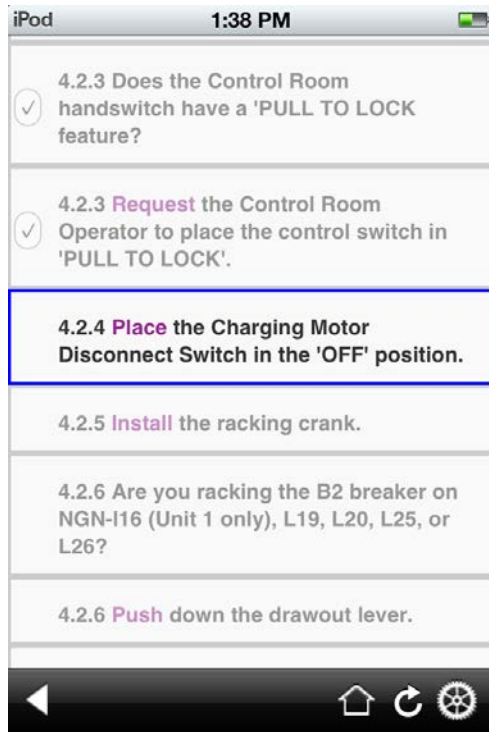 iPod 1:38 PM
4.2.3 Does the Control Room
handswitch have a 'PULL TO LOCK
feature?
4.2.3 Request the Control Room
Operator to place the control switch in
'PULL TO LOCK'.
4.2.4 Place the Charging Motor
Disconnect Switch in the 'OFF' position.
4.2.5 Install the racking crank.
4.2.6 Are you racking the B2 breaker on
NGN-I16 (Unit 1 only), L19, L20, L25, or
L26?
4.2.6 Push down the drawout lever.